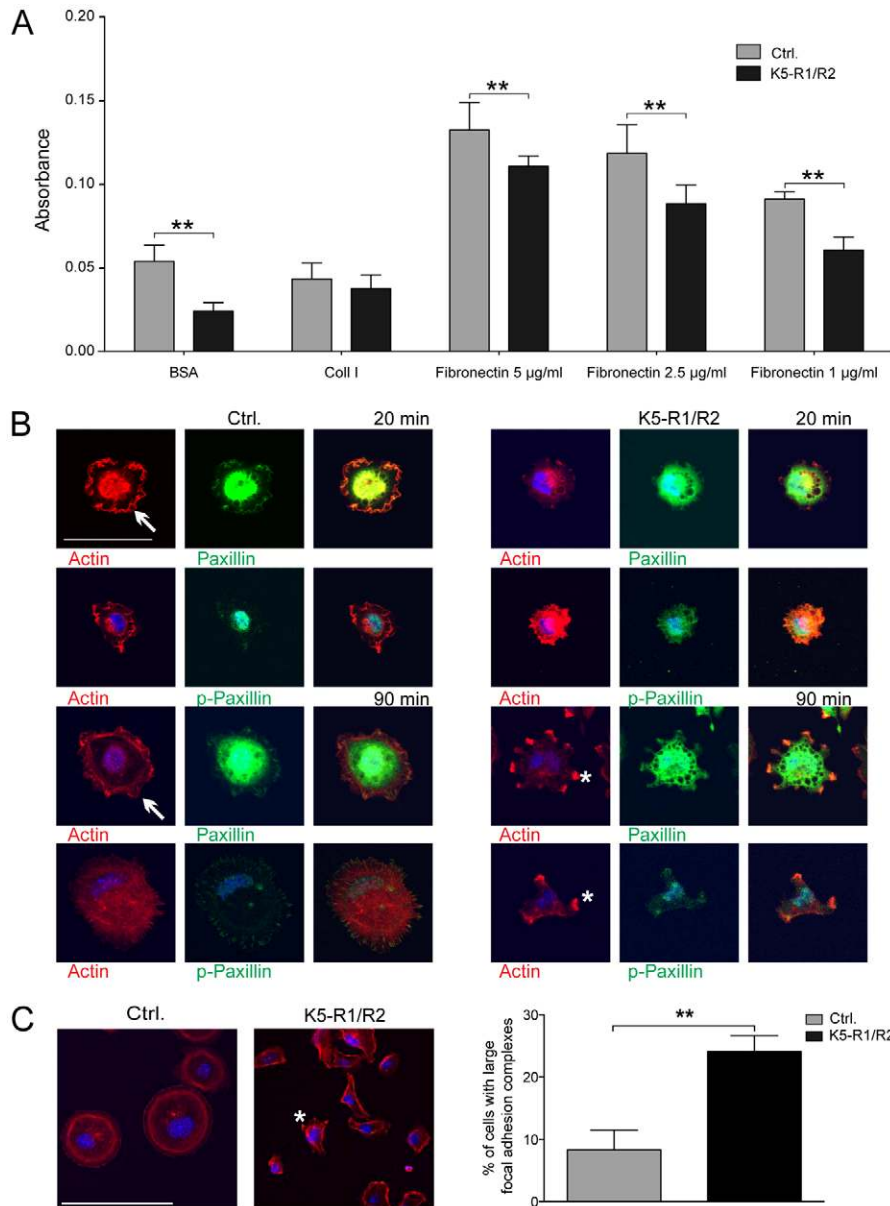 A
Absorbance
0.20
0.15
0.10
0.05
0.00
Ctrl.
K5-R1/R2
**
**
**
**
BSA
Coll I
Fibronectin 5 µg/ml
Fibronectin 2.5 µg/ml
Fibronectin 1 µg/ml
B
Ctrl. 20 min
Actin Paxillin
Actin p-Paxillin
90 min
Actin Paxillin
Actin p-Paxillin
K5-R1/R2 20 min
Actin Paxillin
Actin p-Paxillin
90 min
*
Actin Paxillin
*
Actin p-Paxillin
C
Ctrl.
K5-R1/R2
*
% of cells with large
focal adhesion complexes
30
20
10
0
**
Ctrl.
K5-R1/R2